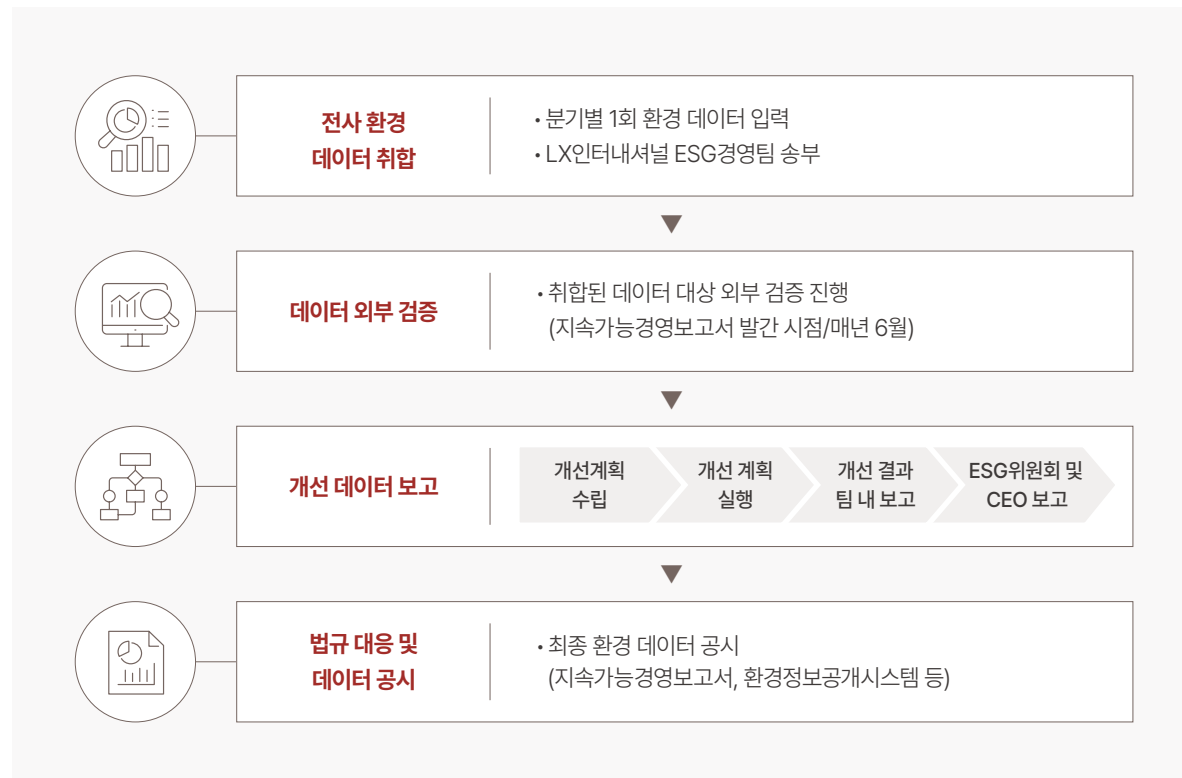 전사 환경
데이터 취합
• 분기별 1회 환경 데이터 입력
• LX인터내셔널 ESG경영팀 송부
데이터 외부 검증
• 취합된 데이터 대상 외부 검증 진행
(지속가능경영보고서 발간 시점/매년 6월)
개선 데이터 보고
개선계획
수립
개선 계획
실행
개선 결과
팀 내 보고
ESG위원회 및
CEO 보고
법규 대응 및
데이터 공시
• 최종 환경 데이터 공시
(지속가능경영보고서, 환경정보공개시스템 등)